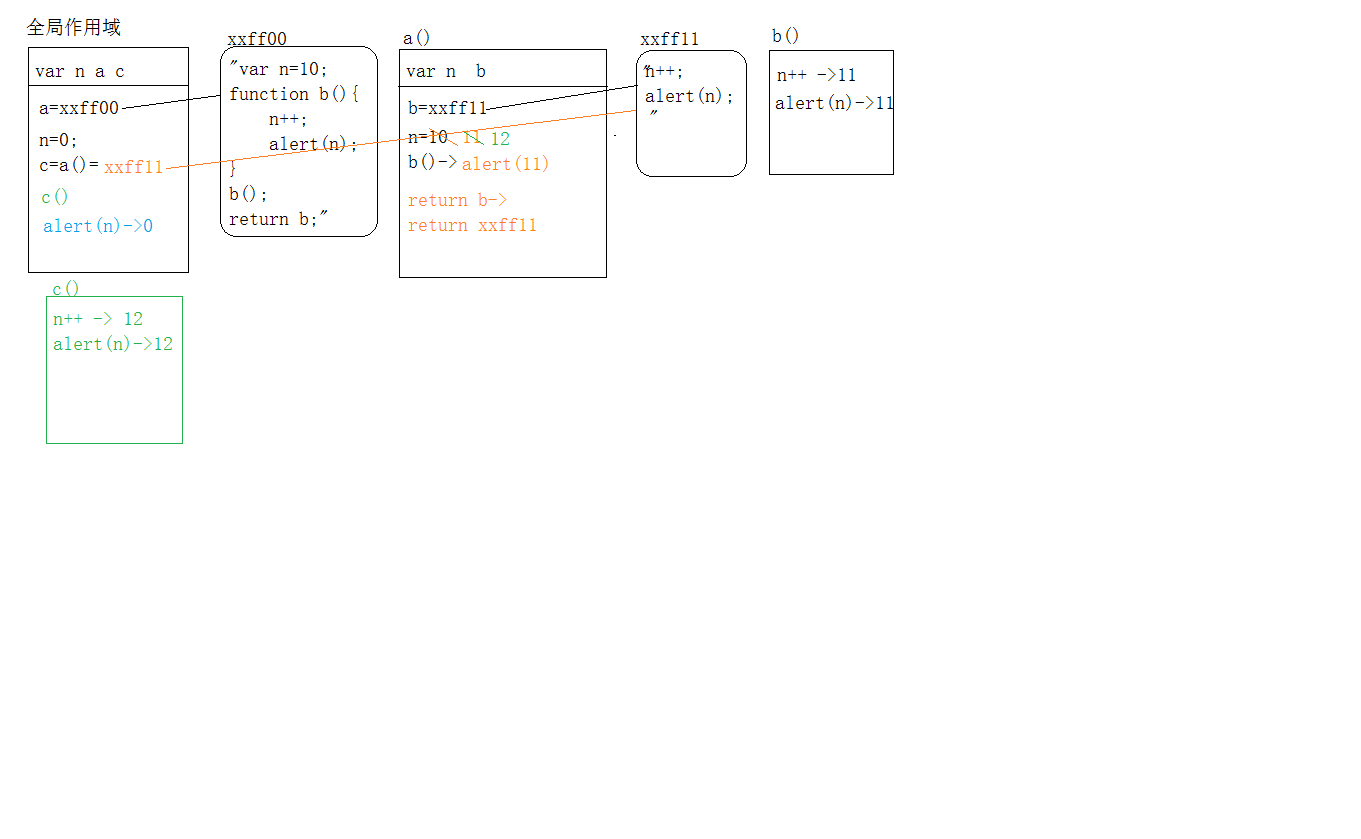 全局作用域
var n a c
a=xxff00
n=0;
c=a()= xxff11
c()
alert(n)->0
xxff00
"var n=10;
function b(){
n++;
alert(n);
}
b();
return b;"
a()
var n b
b=xxff11
n=10 11 12
b()->alert(11)
return b->
return xxff11
xxff11
"n++;
alert(n);
"
b()
n++ ->11
alert(n)->11
c()
n++ -> 12
alert(n)->12